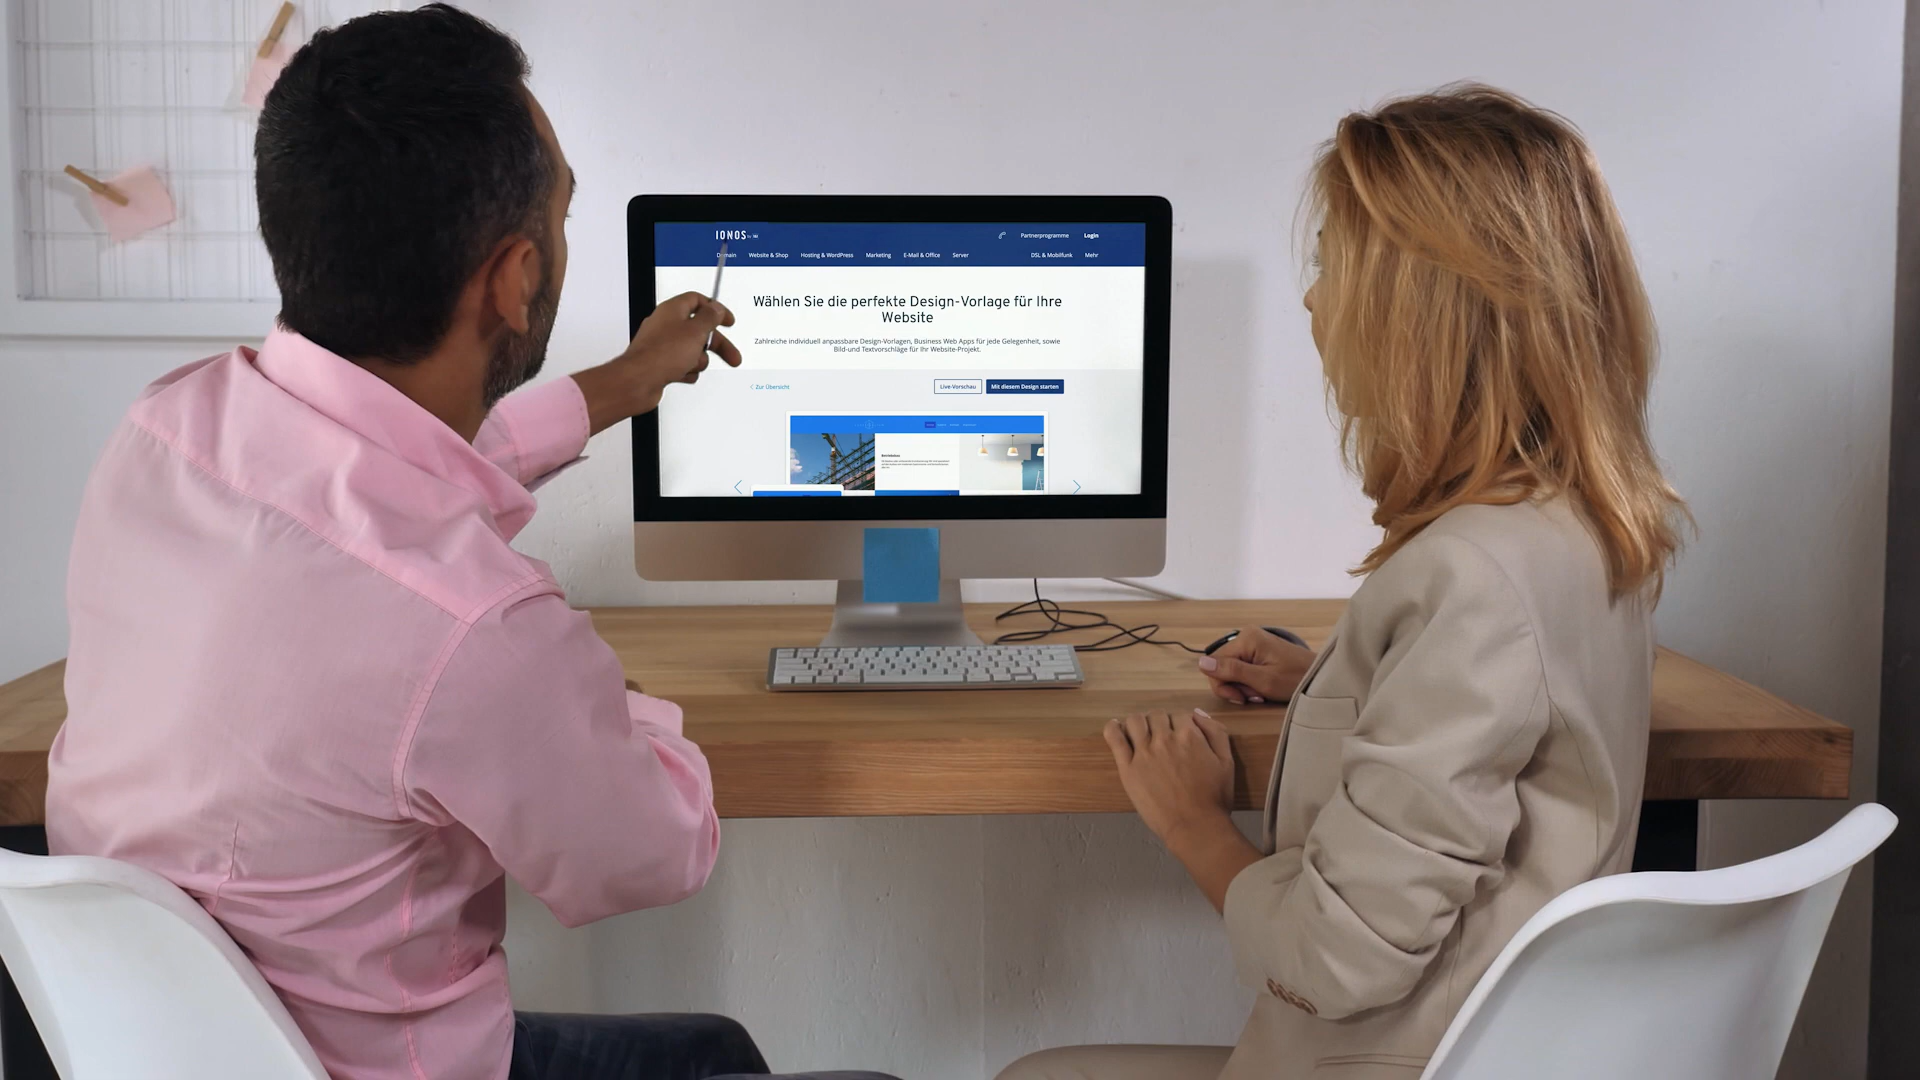 IONOS
Partnerprogramme Login
Website & Shop Hosting & WordPress Marketing E-Mail & Office Server DSL & Mobilfunk Mehr
Wählen Sie die perfekte Design-Vorlage für Ihre
Website
Zahlreiche individuell anpassbare Design-Vorlagen, Business Web Apps für jede Gelegenheit, sowie
Bild-und Textvorschläge für Ihr Website-Projekt.
Zur Übersicht Live-Vorschau Mit diesem Design starten